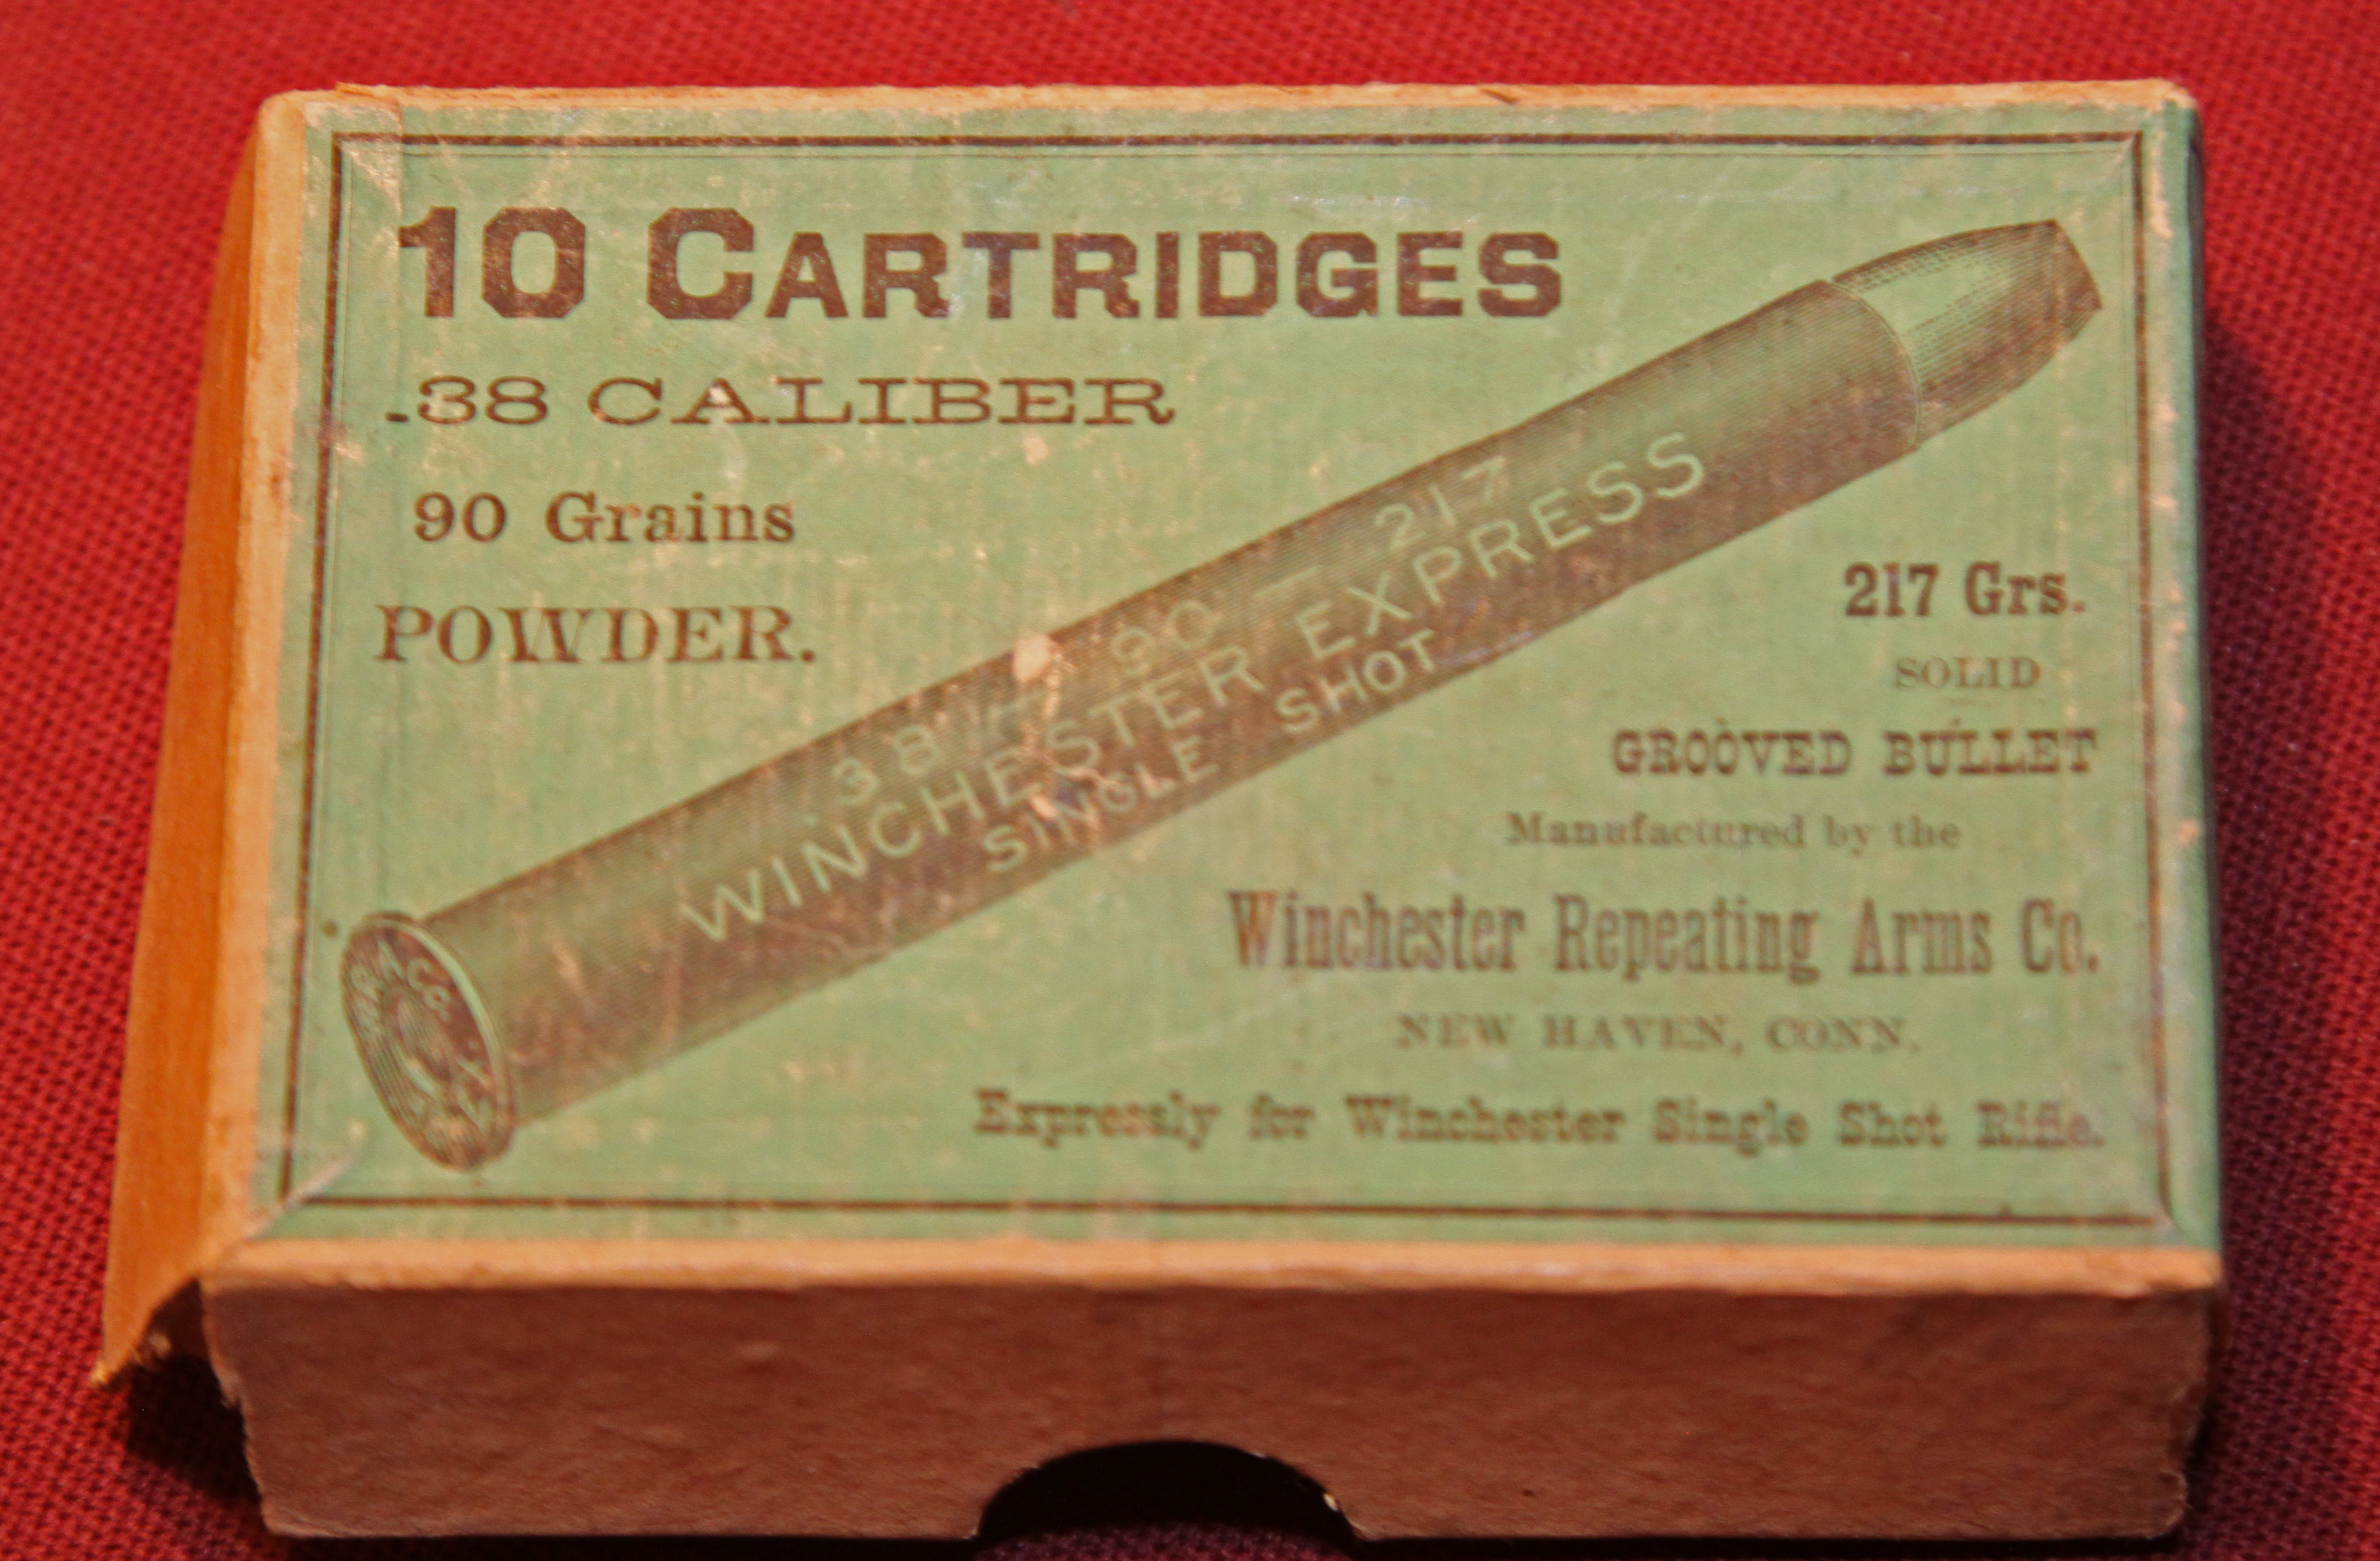 10 CARTRIDGES
.38 CALIBER
90 Grains
POWDER.
38 — 90 — 217
WINCHESTER EXPRESS
SINGLE SHOT
W.R.A.Co.
217 Grs.
SOLID
GROOVED BULLET
Manufactured by the
Winchester Repeating Arms Co.
NEW HAVEN, CONN.
Expressly for Winchester Single Shot Rifle.